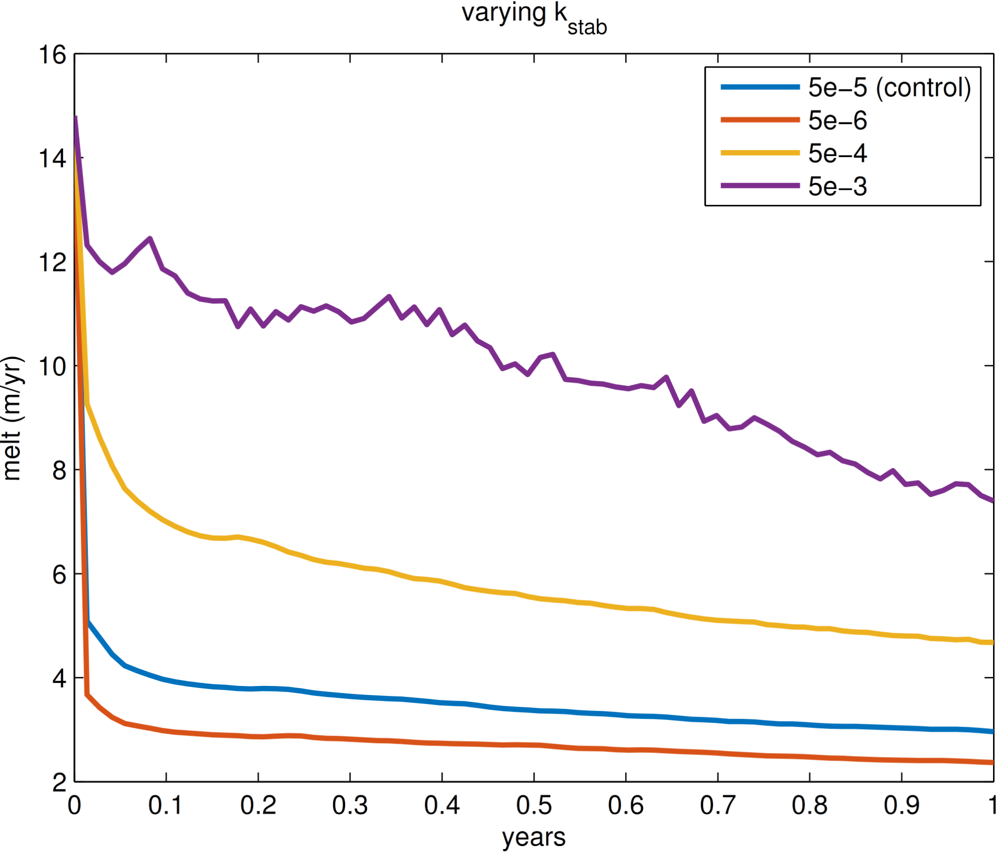 varying k_stab
16
14
12
10
8
6
4
2
melt (m/yr)
5e−5 (control)
5e−6
5e−4
5e−3
0 0.1 0.2 0.3 0.4 0.5 0.6 0.7 0.8 0.9 1
years